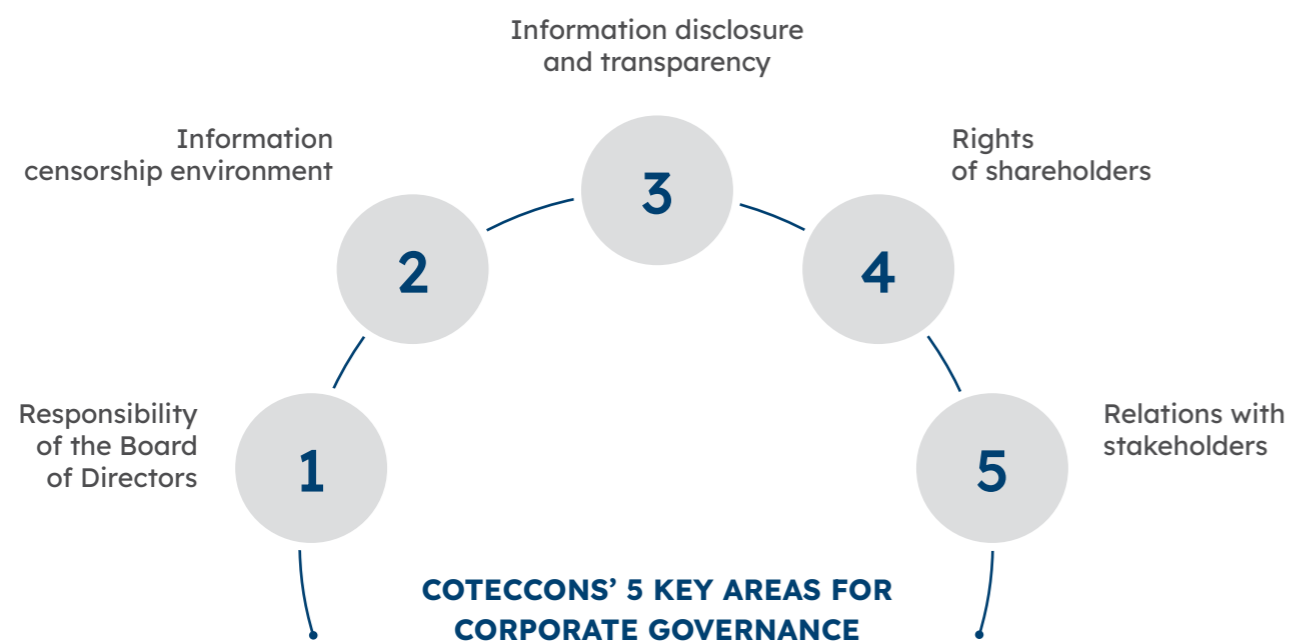 Information disclosure
and transparency
Information
censorship environment
Rights
of shareholders
3
2
4
Responsibility
of the Board
of Directors
Relations with
stakeholders
1
5
COTECCONS’ 5 KEY AREAS FOR
CORPORATE GOVERNANCE